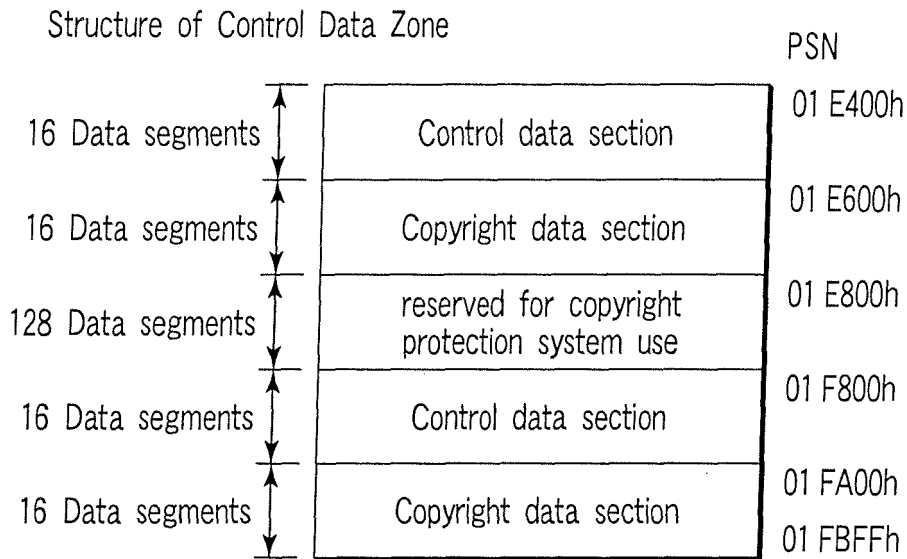 Structure of Control Data Zone
PSN
16 Data segments
Control data section
01 E400h
16 Data segments
Copyright data section
01 E600h
128 Data segments
reserved for copyright
protection system use
01 E800h
16 Data segments
Control data section
01 F800h
16 Data segments
Copyright data section
01 FA00h
01 FBFFh